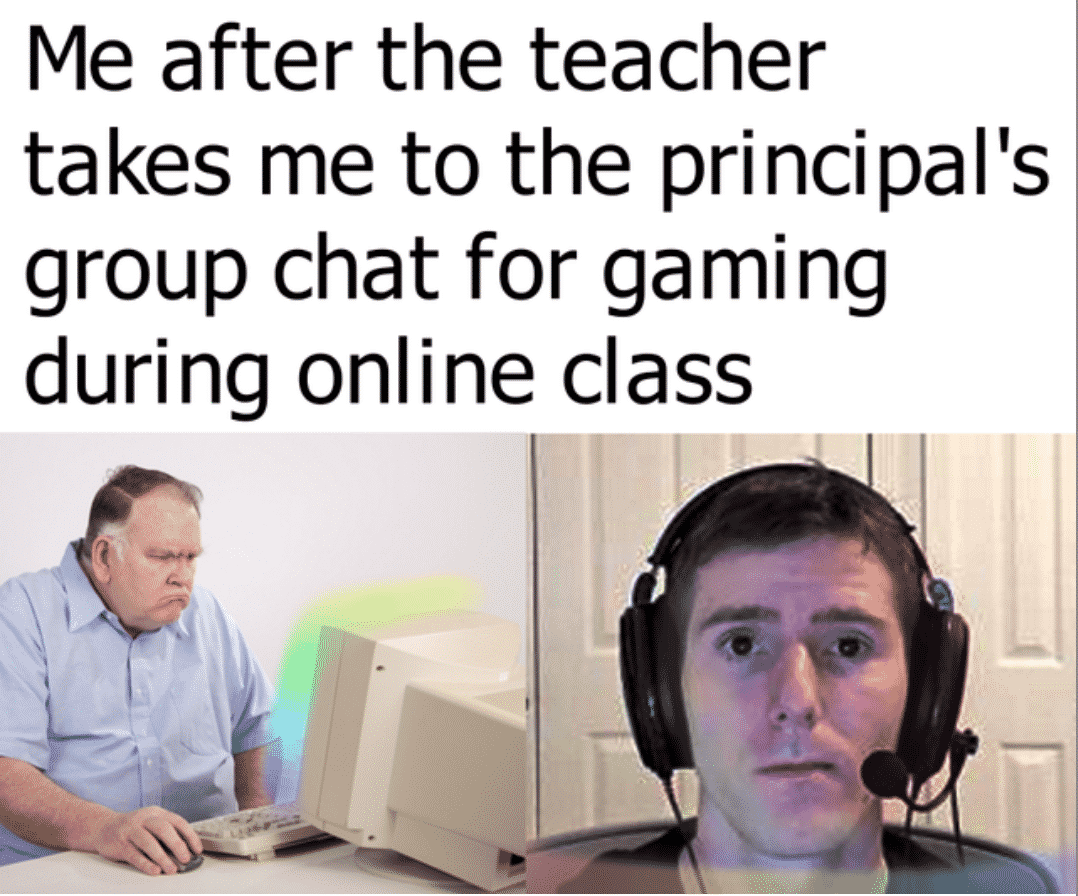 Me after the teacher
takes me to the principal's
group chat for gaming
during online class